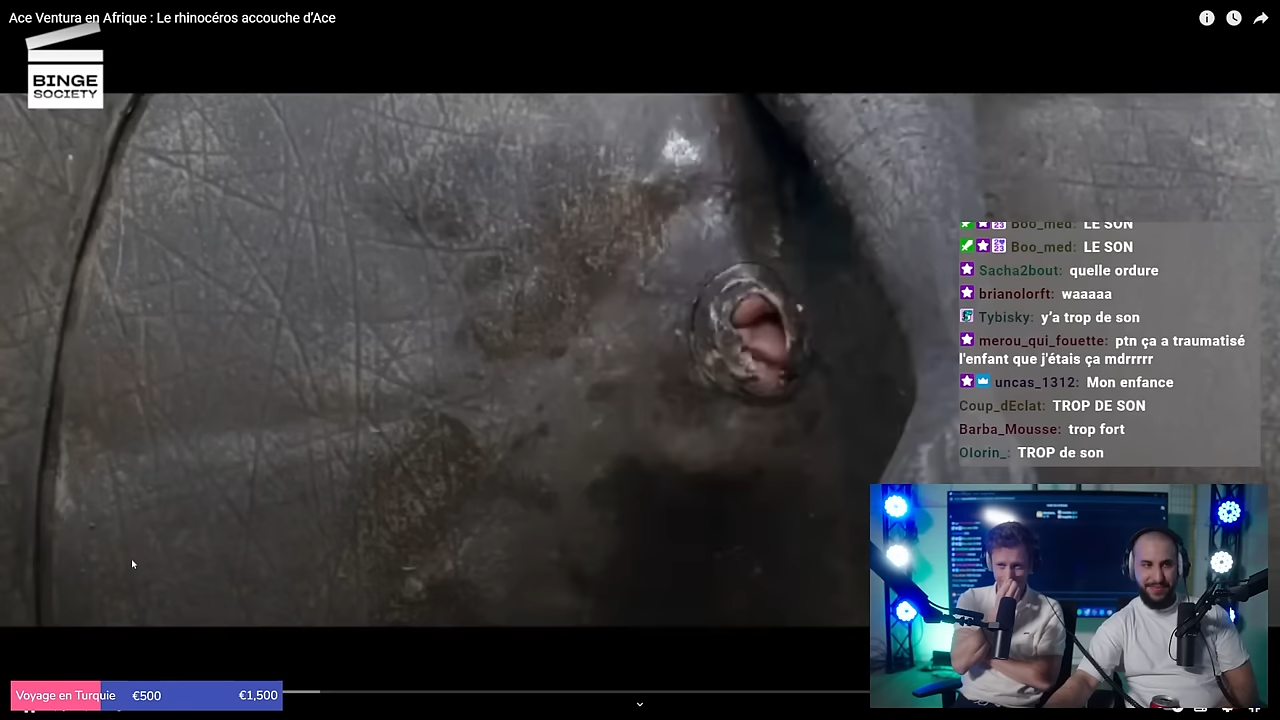 Ace Ventura en Afrique : Le rhinocéros accouche d'Ace
BINGE
SOCIETY
Boo_med: LE SON
Boo_med: LE SON
Sacha2bout: quelle ordure
brianolorft: waaaaa
Tybisky: y'a trop de son
merou_qui_fouette: ptn ça a traumatisé
l'enfant que j'étais ça mdrrrrr
uncas_1312: Mon enfance
Coup_dEclat: TROP DE SON
Barba_Mousse: trop fort
Olorin_: TROP de son
Voyage en Turquie €500 €1,500